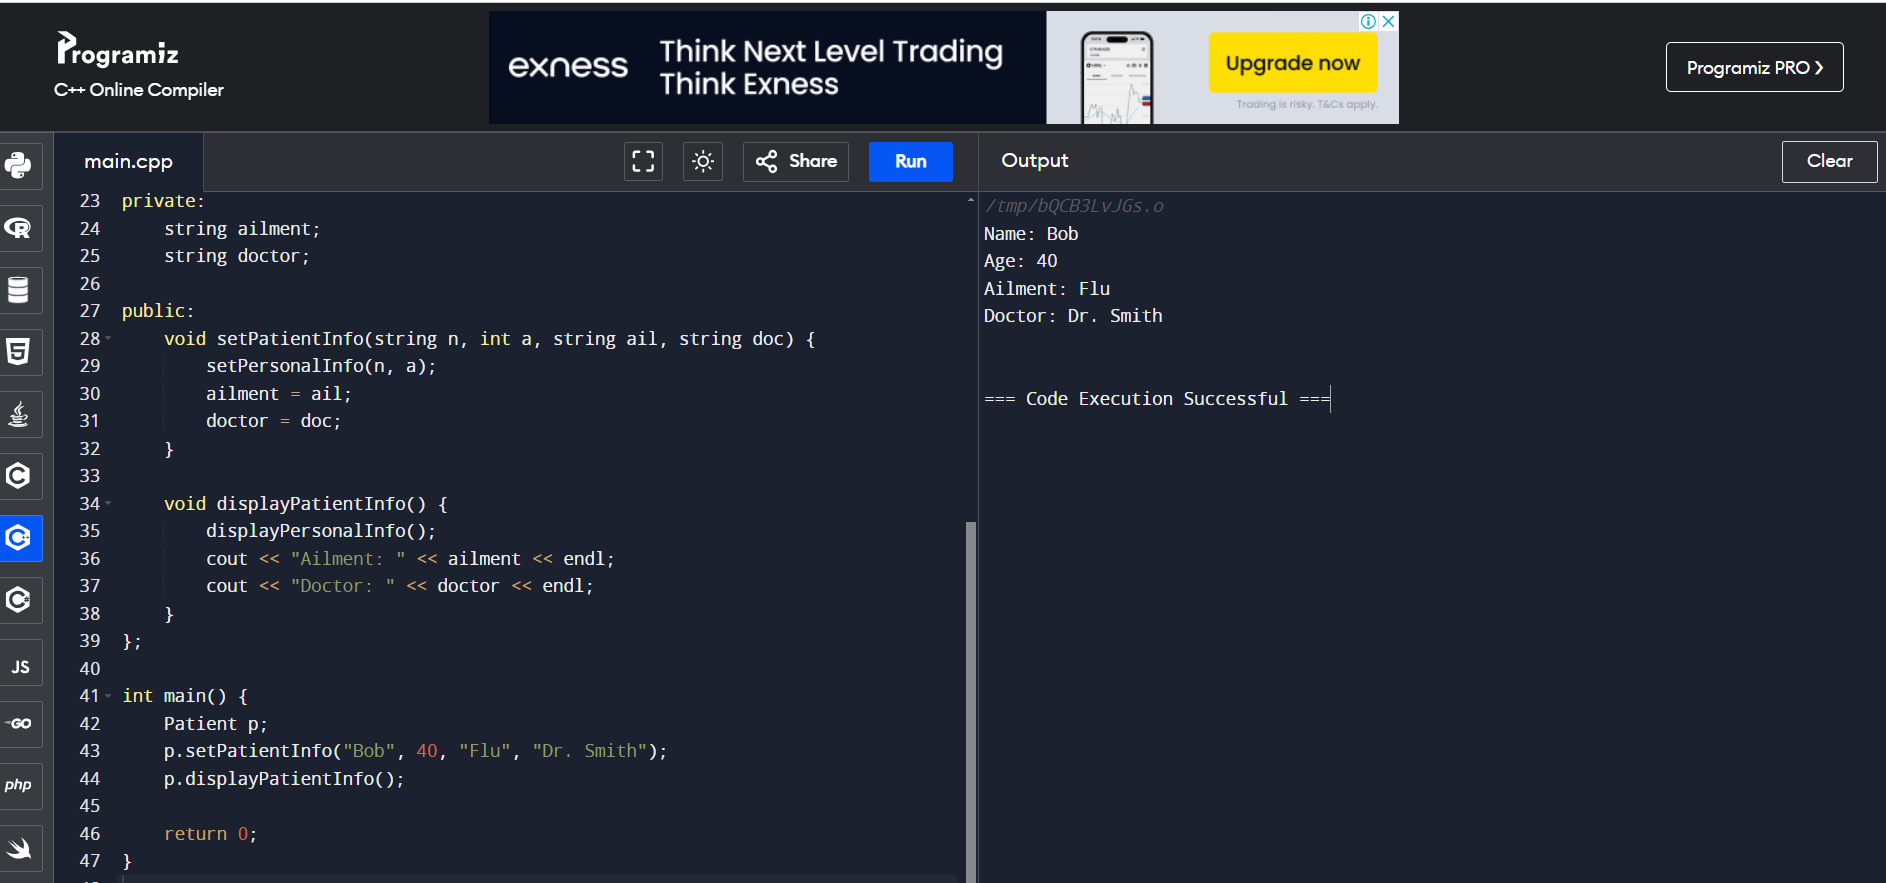 Programiz
C++ Online Compiler
exness
Think Next Level Trading
Think Exness
Upgrade now
Trading is risky. T&Cs apply.
Programiz PRO
main.cpp
Share
Run
Output
Clear
23 private:
24     string ailment;
25     string doctor;
26
27 public:
28     void setPatientInfo(string n, int a, string ail, string doc) {
29         setPersonalInfo(n, a);
30         ailment = ail;
31         doctor = doc;
32     }
33
34     void displayPatientInfo() {
35         displayPersonalInfo();
36         cout << "Ailment: " << ailment << endl;
37         cout << "Doctor: " << doctor << endl;
38     }
39 };
40
41 int main() {
42     Patient p;
43     p.setPatientInfo("Bob", 40, "Flu", "Dr. Smith");
44     p.displayPatientInfo();
45
46     return 0;
47 }
/tmp/bQCB3LvJGs.o
Name: Bob
Age: 40
Ailment: Flu
Doctor: Dr. Smith
=== Code Execution Successful ===
R
5
C
C
C
JS
GO
php